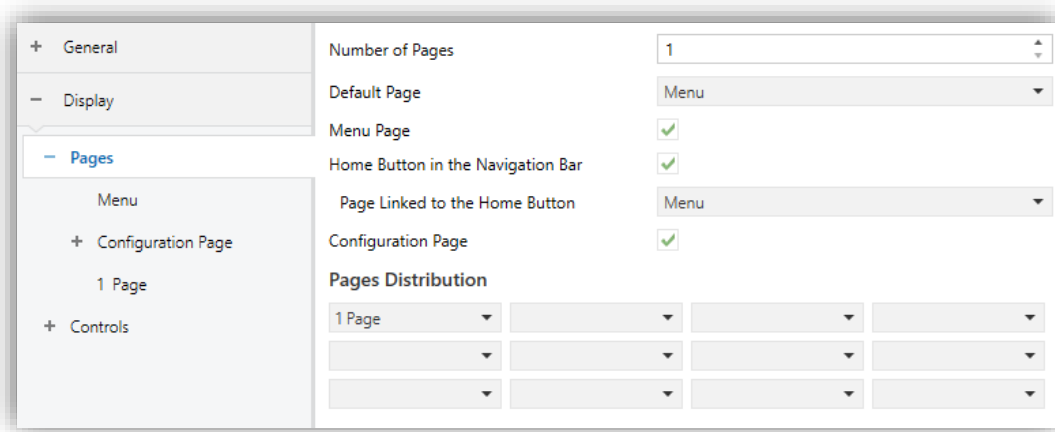 + General
− Display
− Pages
Menu
+ Configuration Page
1 Page
+ Controls
Number of Pages 1
Default Page Menu
Menu Page
Home Button in the Navigation Bar
Page Linked to the Home Button Menu
Configuration Page
Pages Distribution
1 Page